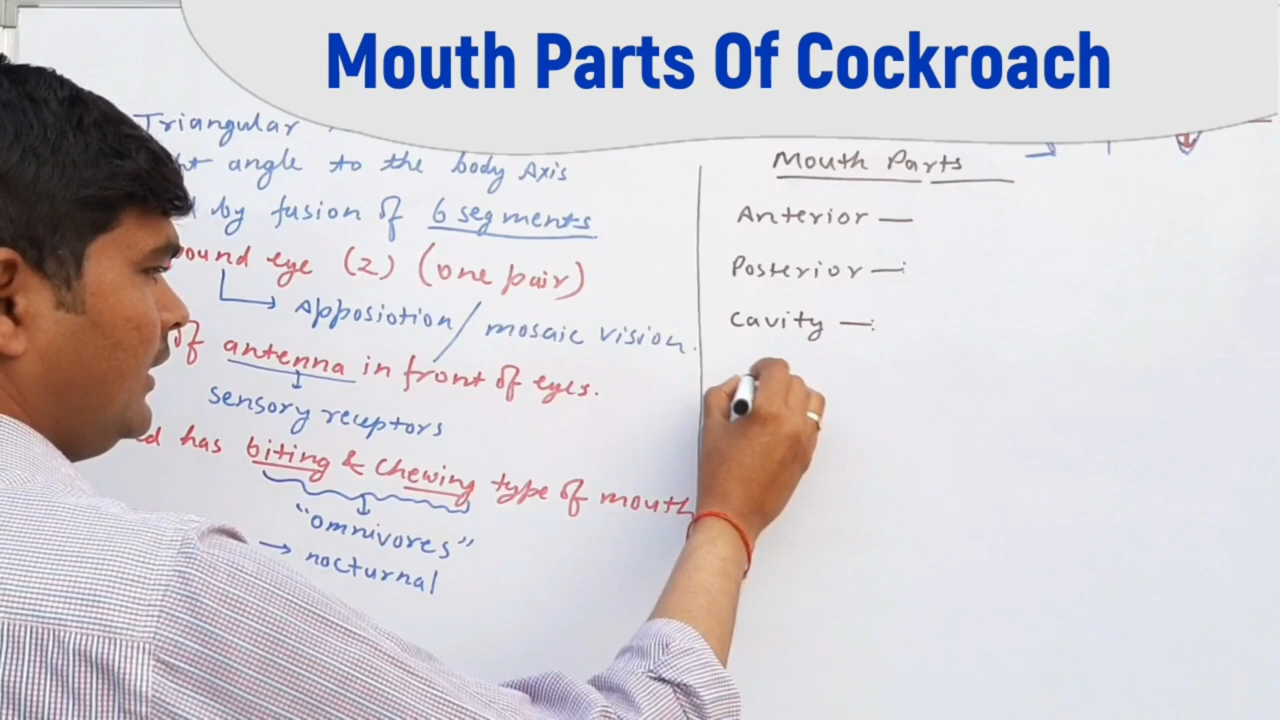 Mouth Parts Of Cockroach
Triangular
angle to the body Axis
by fusion of 6 segments
ound eye (2) (one pair)
Apposiotion/mosaic vision.
of antenna in front of eyes.
sensory receptors
has biting & chewing type of mouth
"omnivores"
→ nocturnal
Mouth Parts
Anterior —
Posterior —:
Cavity —: